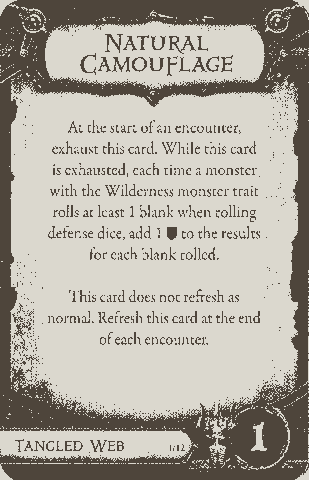 NATURAL
CAMOUFLAGE
At the start of an encounter,
exhaust this card. While this card
is exhausted, each time a monster
with the Wilderness monster trait
rolls at least 1 blank when rolling
defense dice, add 1 to the results
for each blank rolled.
This card does not refresh as
normal. Refresh this card at the end
of each encounter.
TANGLED WEB 1/12
1